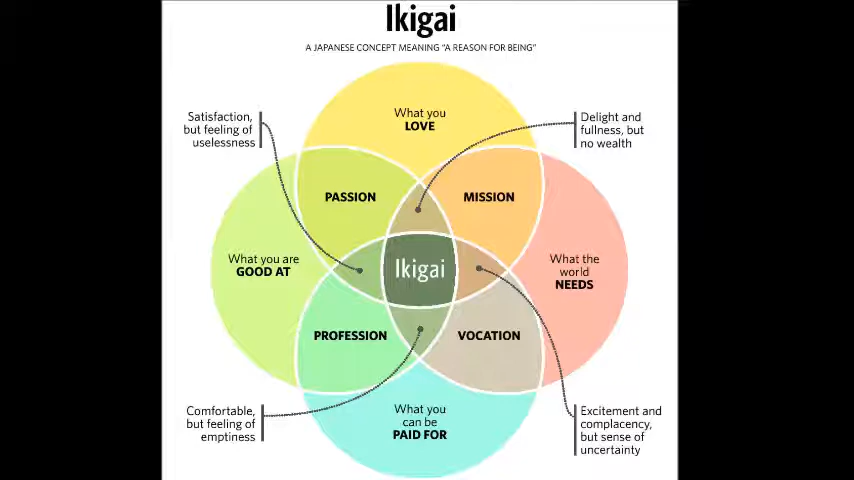 Ikigai
A JAPANESE CONCEPT MEANING "A REASON FOR BEING"
Satisfaction,
but feeling of
uselessness
What you
LOVE
Delight and
fullness, but
no wealth
PASSION
MISSION
What you are
GOOD AT
Ikigai
What the
world
NEEDS
PROFESSION
VOCATION
Comfortable,
but feeling of
emptiness
What you
can be
PAID FOR
Excitement and
complacency,
but sense of
uncertainty